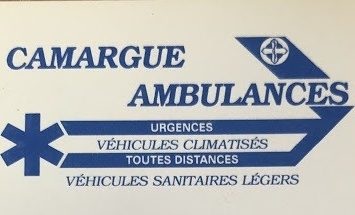 CAMARGUE
AMBULANCES
URGENCES
VÉHICULES CLIMATISÉS
TOUTES DISTANCES
VÉHICULES SANITAIRES LÉGERS